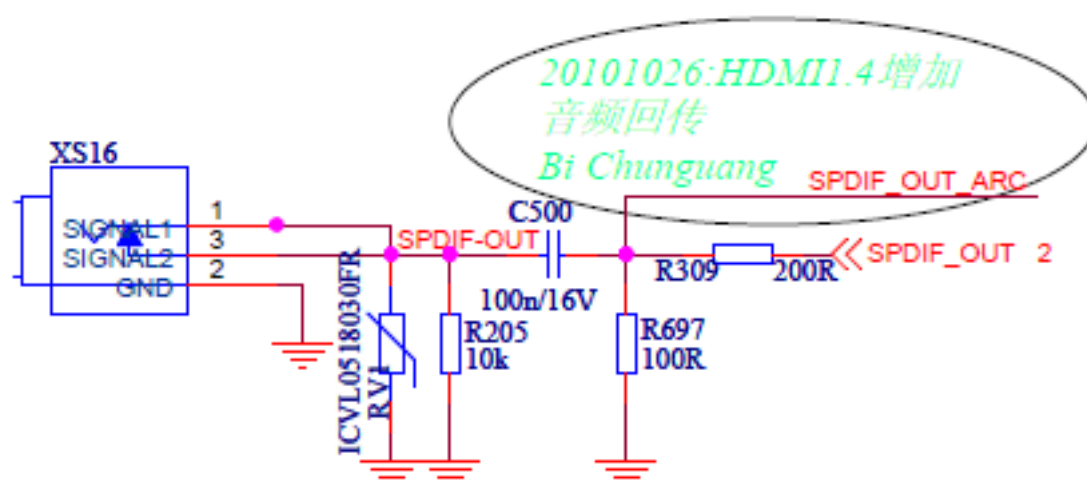 20101026:HDMI1.4增加
音频回传
Bi Chunguang
XS16
SPDIF_OUT_ARC
1
C500
SIGNAL1
3
SPDIF-OUT
SIGNAL2
2
R309
200R
SPDIF_OUT 2
GND
100n/16V
ICVL0518030FR
RV1
R205
10k
R697
100R